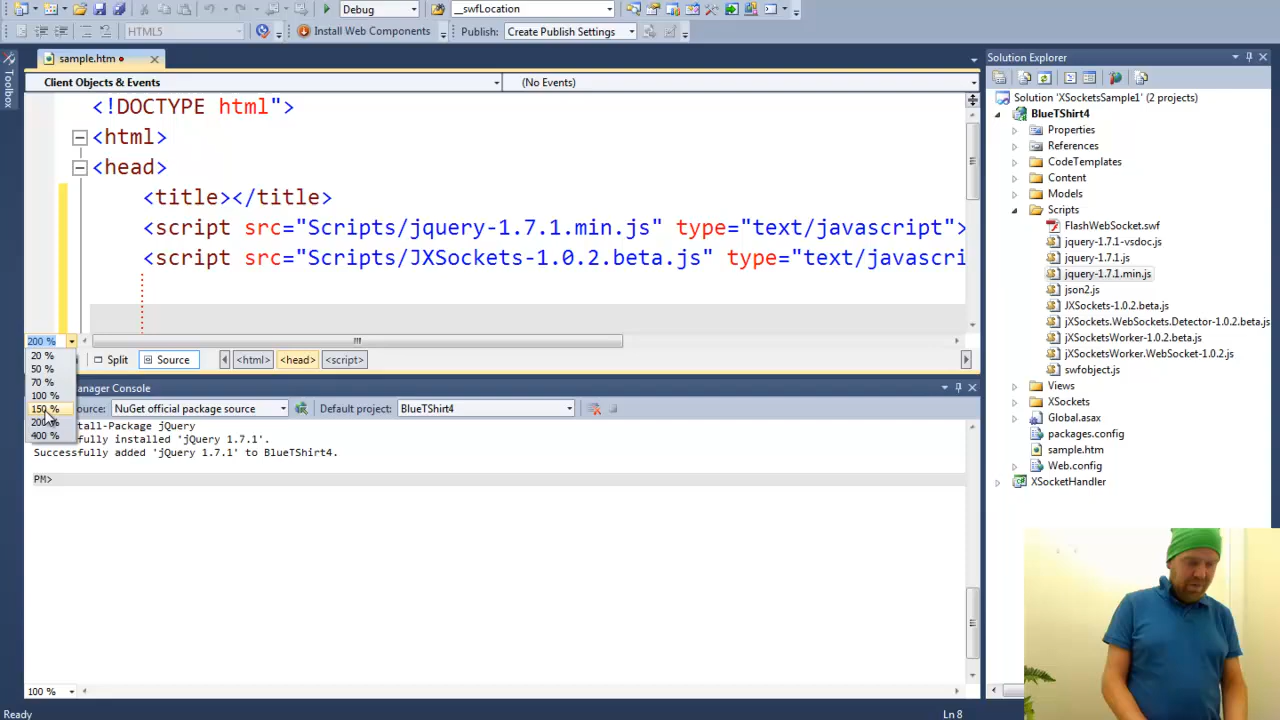 Debug
__swfLocation
HTML5
Install Web Components
Publish: Create Publish Settings
Toolbox
sample.htm
Client Objects & Events
(No Events)
<!DOCTYPE html">
<html>
<head>
<title></title>
<script src="Scripts/jquery-1.7.1.min.js" type="text/javascript">
<script src="Scripts/JXSockets-1.0.2.beta.js" type="text/javascri
200 %
20 %
50 %
70 %
100 %
150 %
200 %
400 %
Split
Source
<html>
<head>
<script>
anager Console
ource: NuGet official package source
Default project: BlueTShirt4
tall-Package jQuery
fully installed 'jQuery 1.7.1'.
Successfully added 'jQuery 1.7.1' to BlueTShirt4.
PM>
100 %
Ready
Ln 8
Solution Explorer
Solution 'XSocketsSample1' (2 projects)
BlueTShirt4
Properties
References
CodeTemplates
Content
Models
Scripts
FlashWebSocket.swf
jquery-1.7.1-vsdoc.js
jquery-1.7.1.js
jquery-1.7.1.min.js
json2.js
JXSockets-1.0.2.beta.js
jXSockets.WebSockets.Detector-1.0.2.beta.js
jXSocketsWorker-1.0.2.beta.js
jXSocketsWorker.WebSocket-1.0.2.js
swfobject.js
Views
XSockets
Global.asax
packages.config
sample.htm
Web.config
XSocketHandler